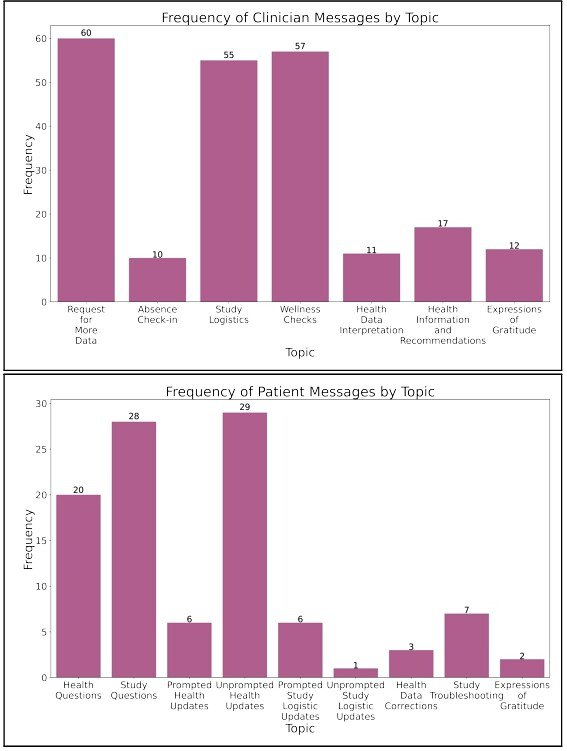 Frequency of Clinician Messages by Topic
60
50
40
30
20
10
0
Frequency
60
10
55
57
11
17
12
Request
for
More
Data
Absence
Check-in
Study
Logistics
Wellness
Checks
Health
Data
Interpretation
Health
Information
and
Recommendations
Expressions
of
Gratitude
Topic
Frequency of Patient Messages by Topic
30
25
20
15
10
5
0
Frequency
20
28
6
29
6
1
3
7
2
Health
Questions
Study
Questions
Prompted
Health
Updates
Unprompted
Health
Updates
Prompted
Study
Logistic
Updates
Unprompted
Study
Logistic
Updates
Health
Data
Corrections
Study
Troubleshooting
Expressions
of
Gratitude
Topic